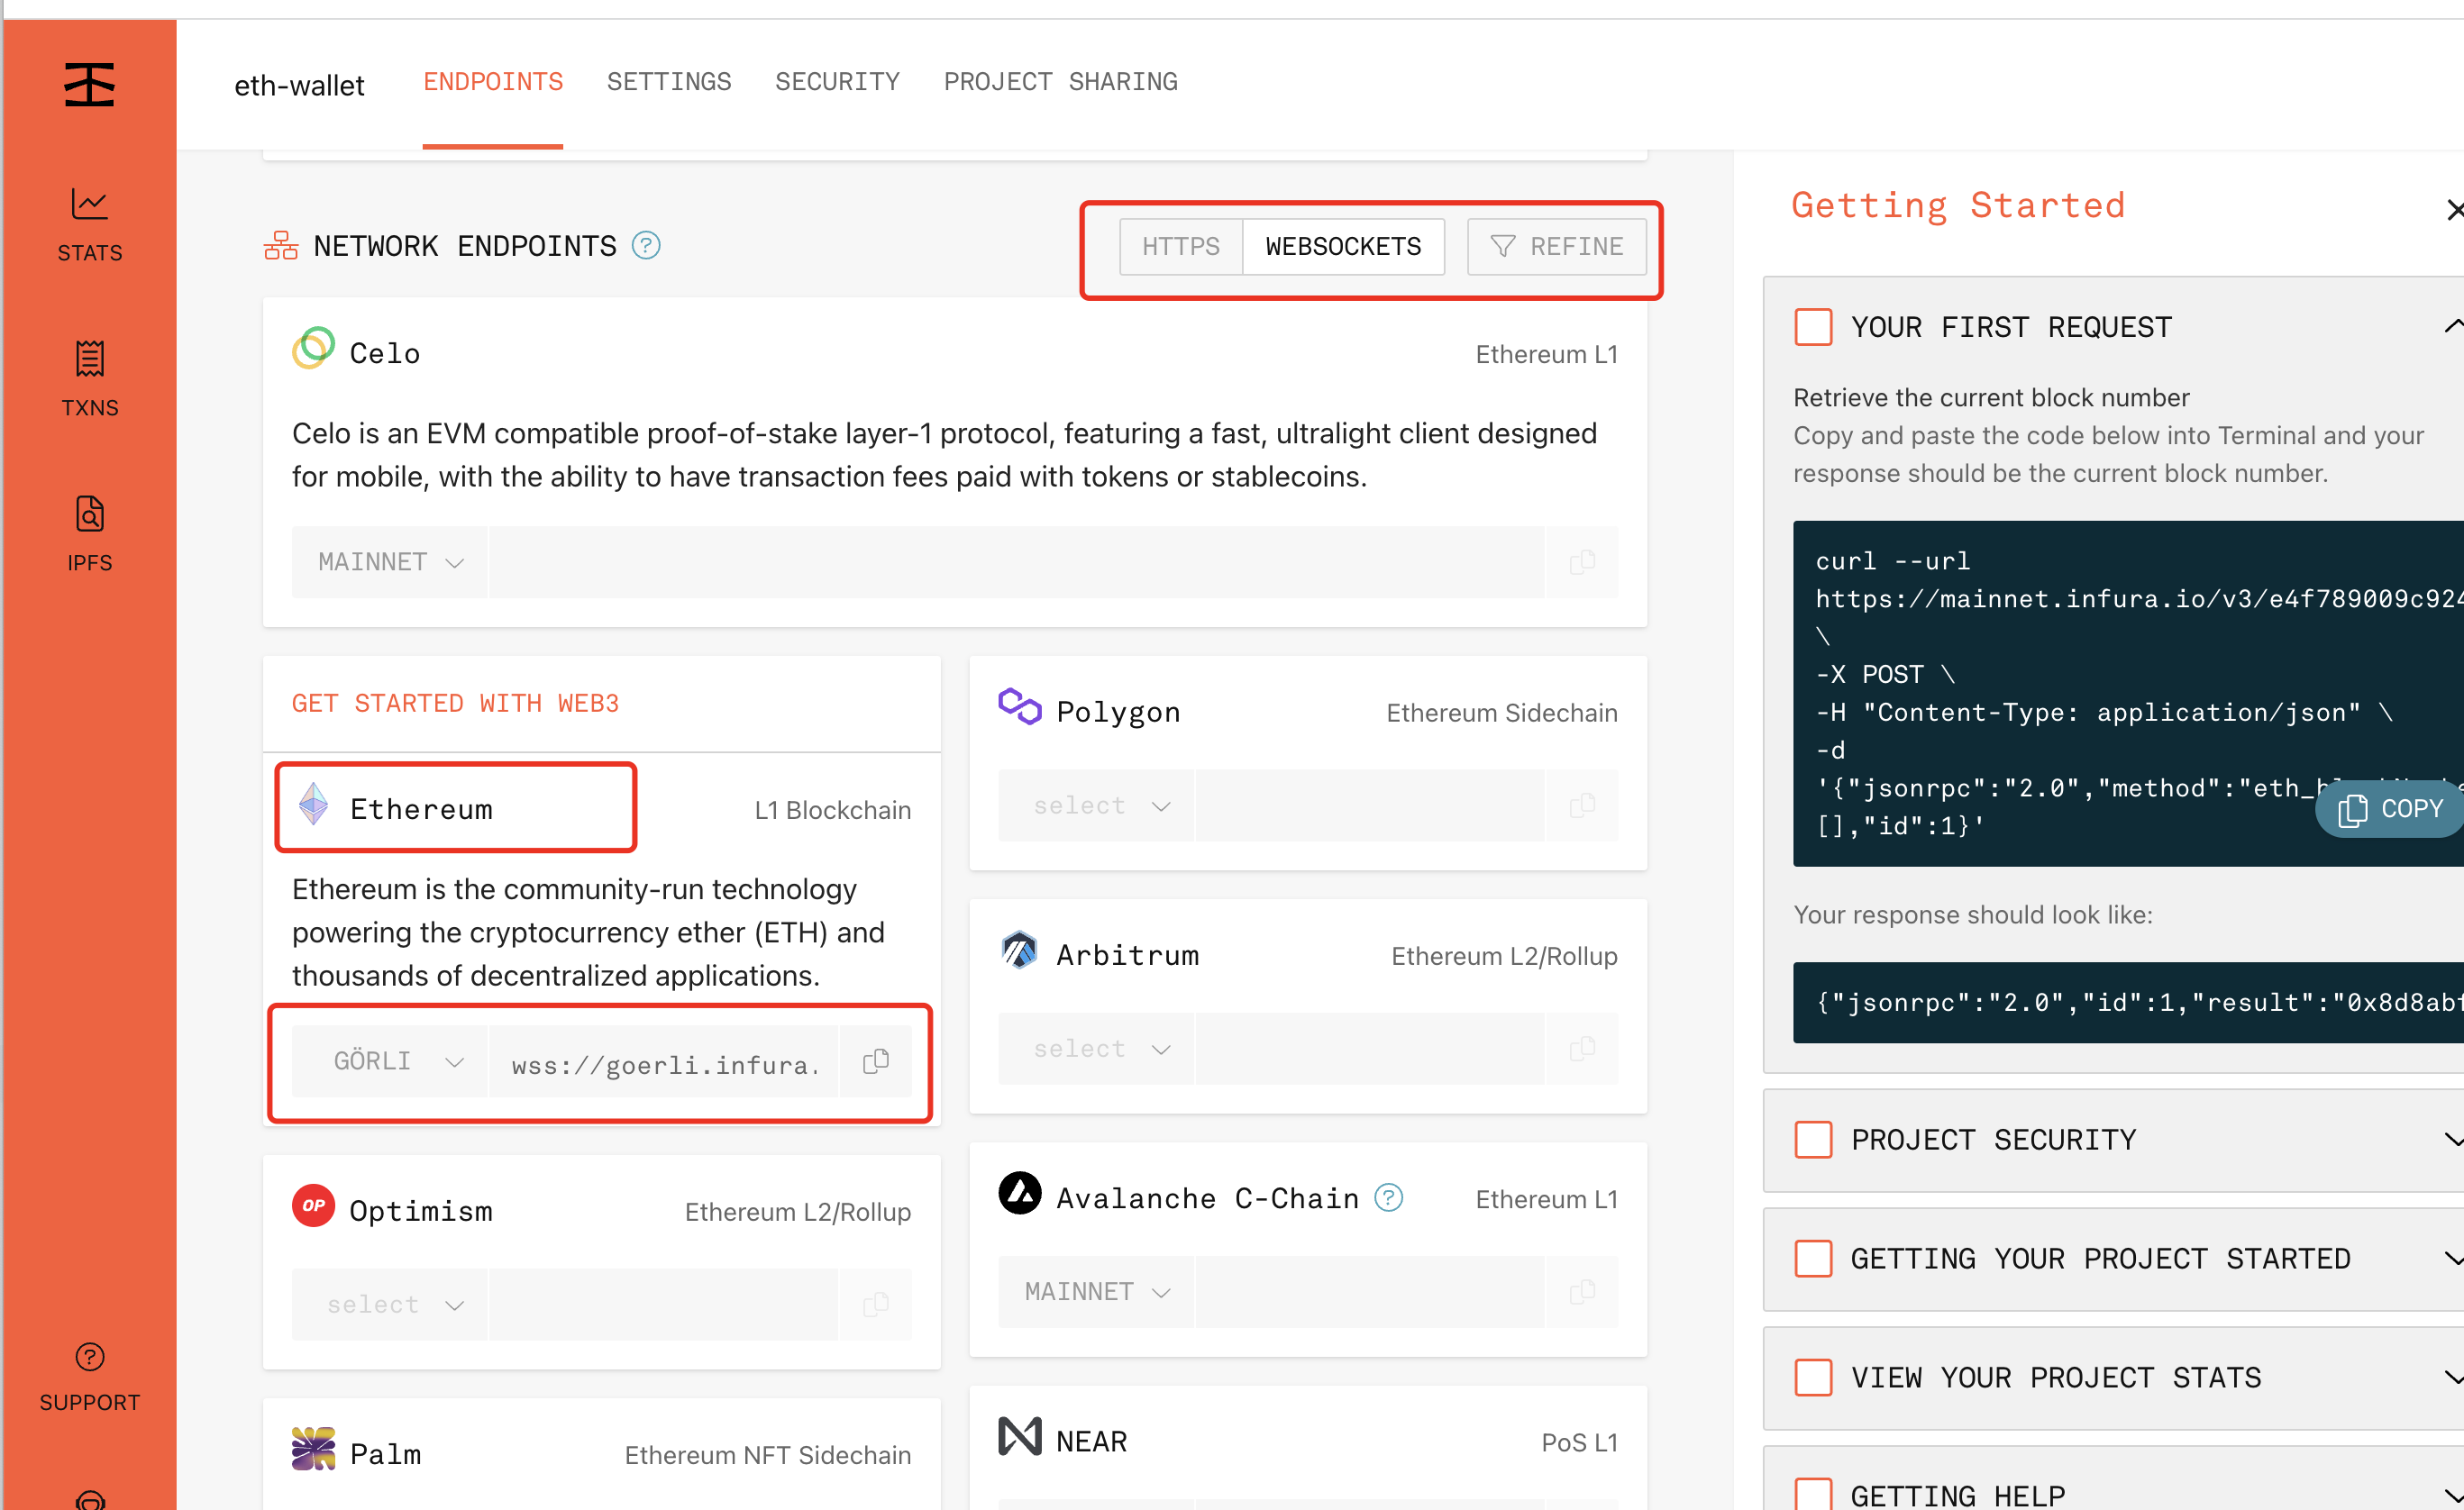 eth-wallet
ENDPOINTS
SETTINGS
SECURITY
PROJECT SHARING
STATS
TXNS
IPFS
SUPPORT
NETWORK ENDPOINTS ?
HTTPS
WEBSOCKETS
REFINE
Celo
Ethereum L1
Celo is an EVM compatible proof-of-stake layer-1 protocol, featuring a fast, ultralight client designed
for mobile, with the ability to have transaction fees paid with tokens or stablecoins.
MAINNET
GET STARTED WITH WEB3
Ethereum
L1 Blockchain
Ethereum is the community-run technology
powering the cryptocurrency ether (ETH) and
thousands of decentralized applications.
GÖRLI
wss://goerli.infura.
OP Optimism
Ethereum L2/Rollup
select
Palm
Ethereum NFT Sidechain
Polygon
Ethereum Sidechain
select
Arbitrum
Ethereum L2/Rollup
select
Avalanche C-Chain ?
Ethereum L1
MAINNET
NEAR
PoS L1
Getting Started
YOUR FIRST REQUEST
Retrieve the current block number
Copy and paste the code below into Terminal and your
response should be the current block number.
curl --url
https://mainnet.infura.io/v3/e4f789009c924
\
-X POST \
-H "Content-Type: application/json" \
-d
'{"jsonrpc":"2.0","method":"eth_
[],"id":1}'
COPY
Your response should look like:
{"jsonrpc":"2.0","id":1,"result":"0x8d8abf
PROJECT SECURITY
GETTING YOUR PROJECT STARTED
VIEW YOUR PROJECT STATS
GETTING HELP